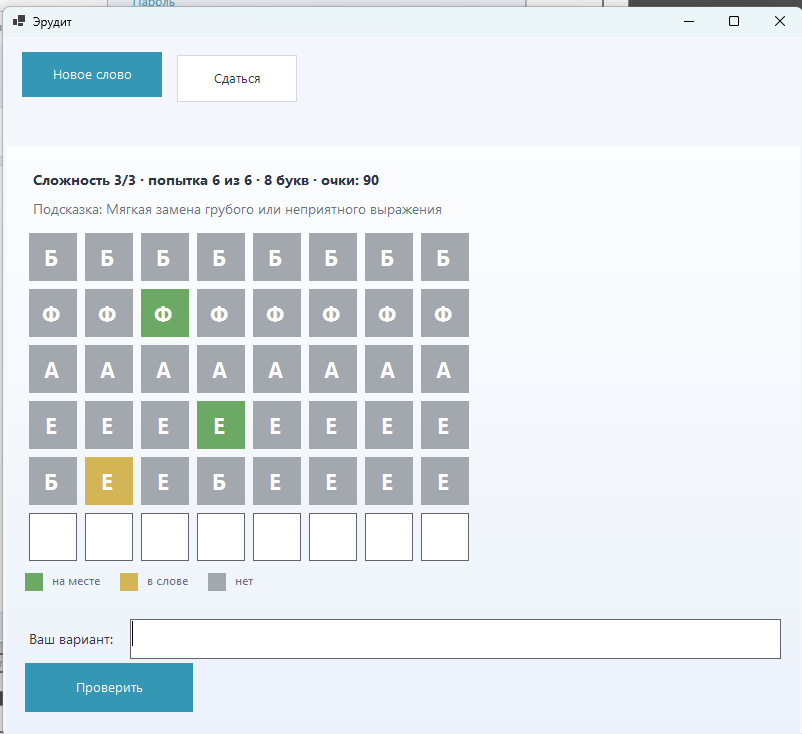 Пароль
Эрудит
Новое слово
Сдаться
Сложность 3/3 · попытка 6 из 6 · 8 букв · очки: 90
Подсказка: Мягкая замена грубого или неприятного выражения
Б Б Б Б Б Б Б Б
Ф Ф Ф Ф Ф Ф Ф Ф
А А А А А А А А
Е Е Е Е Е Е Е Е
Б Е Е Б Е Е Е Е
на месте в слове нет
Ваш вариант:
Проверить